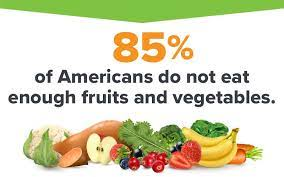 85%
of Americans do not eat
enough fruits and vegetables.